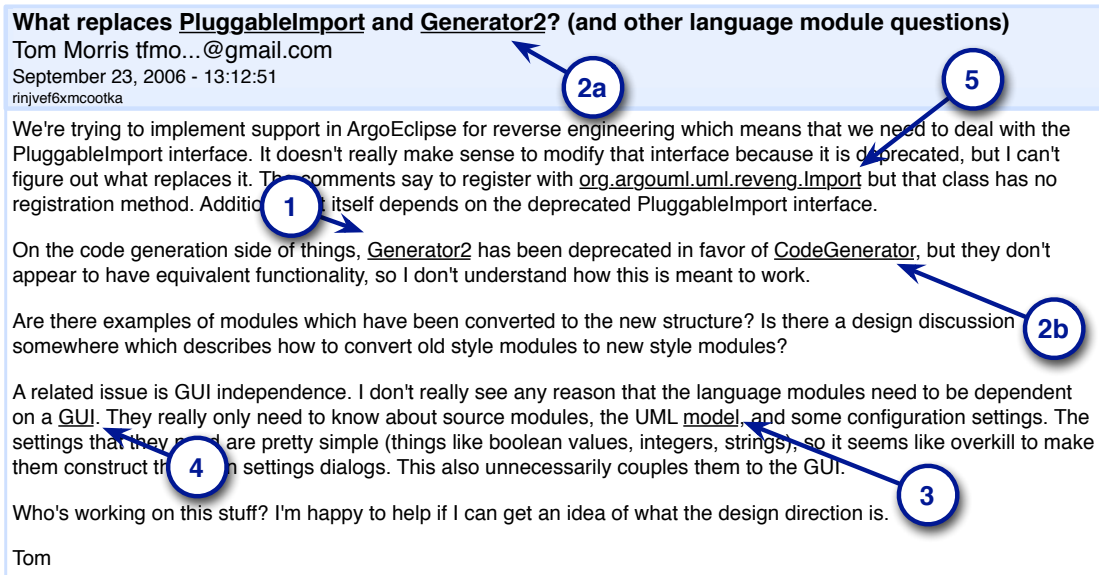 What replaces PluggableImport and Generator2? (and other language module questions)
Tom Morris tfmo...@gmail.com
September 23, 2006 - 13:12:51
rinjvef6xmcootka
2a
5
We're trying to implement support in ArgoEclipse for reverse engineering which means that we need to deal with the
PluggableImport interface. It doesn't really make sense to modify that interface because it is deprecated, but I can't
figure out what replaces it. The comments say to register with org.argouml.uml.reveng.Import but that class has no
registration method. itself depends on the deprecated PluggableImport interface.
1
On the code generation side of things, Generator2 has been deprecated in favor of CodeGenerator, but they don't
appear to have equivalent functionality, so I don't understand how this is meant to work.
Are there examples of modules which have been converted to the new structure? Is there a design discussion
2b
somewhere which describes how to convert old style modules to new style modules?
A related issue is GUI independence. I don't really see any reason that the language modules need to be dependent
on a GUI. They really only need to know about source modules, the UML model, and some configuration settings. The
settings that they need are pretty simple (things like boolean values, integers, strings), so it seems like overkill to make
them construct settings dialogs. This also unnecessarily couples them to the GUI.
4
3
Who's working on this stuff? I'm happy to help if I can get an idea of what the design direction is.
Tom